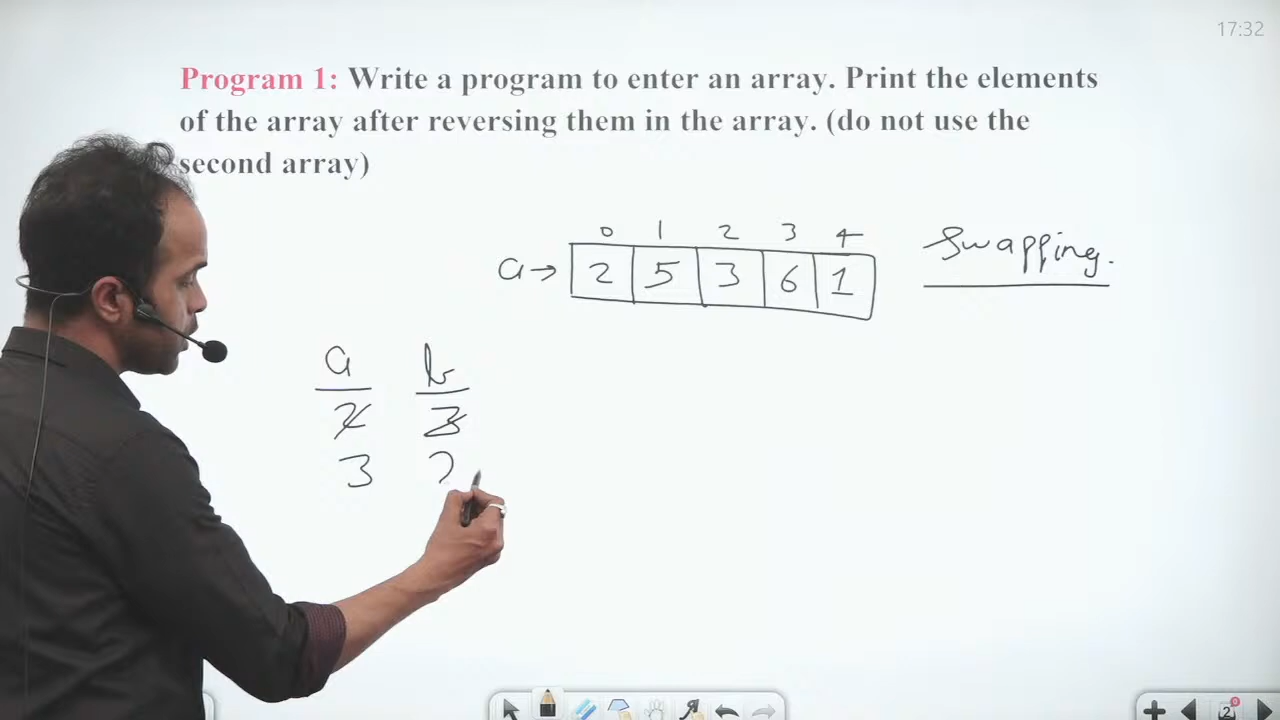 17:32
Program 1: Write a program to enter an array. Print the elements
of the array after reversing them in the array. (do not use the
second array)
0 1 2 3 4
a→ 2 5 3 6 1
Swapping.
a b
2 3
3 2
2